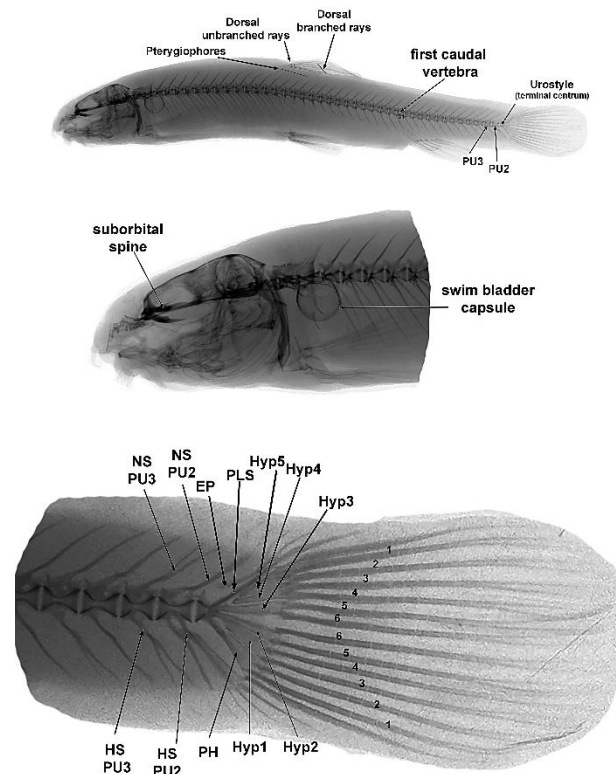 Dorsal
unbranched rays
Dorsal
branched rays
Pterygiophores
first caudal
vertebra
Urostyle
(terminal centrum)
PU3
PU2
suborbital
spine
swim bladder
capsule
NS
PU3
NS
PU2
EP
PLS
Hyp5
Hyp4
Hyp3
1
2
3
4
5
6
6
5
4
3
2
1
HS
PU3
HS
PU2
PH
Hyp1
Hyp2